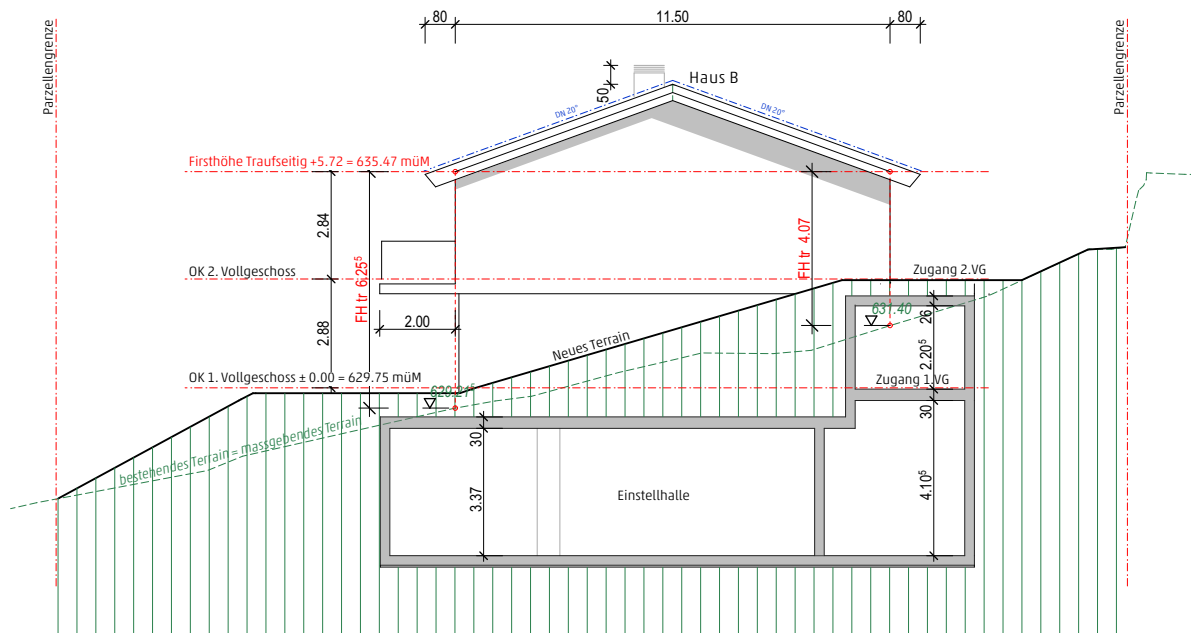 80
11.50
80
Parzellengrenze
Parzellengrenze
50
Haus B
DN 20°
DN 20°
Firsthöhe Traufseitig +5.72 = 635.47 müM
2.84
FH tr 6.25⁵
FH tr 4.07
OK 2. Vollgeschoss
Zugang 2.VG
631.40
26
2.00
2.88
Neues Terrain
2.20⁵
OK 1. Vollgeschoss ± 0.00 = 629.75 müM
Zugang 1.VG
629.21⁵
30
30
bestehendes Terrain = massgebendes Terrain
3.37
Einstellhalle
4.10⁵